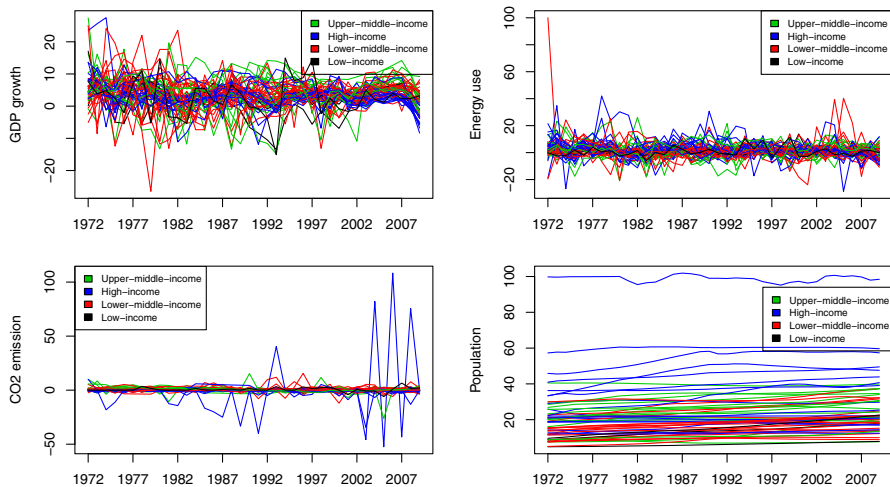 GDP growth
20
10
0
−20
Upper−middle−income
High−income
Lower−middle−income
Low−income
1972 1977 1982 1987 1992 1997 2002 2007
Energy use
100
60
20
−20
Upper−middle−income
High−income
Lower−middle−income
Low−income
1972 1977 1982 1987 1992 1997 2002 2007
CO2 emission
100
50
0
−50
Upper−middle−income
High−income
Lower−middle−income
Low−income
1972 1977 1982 1987 1992 1997 2002 2007
Population
100
80
60
40
20
Upper−middle−income
High−income
Lower−middle−income
Low−income
1972 1977 1982 1987 1992 1997 2002 2007